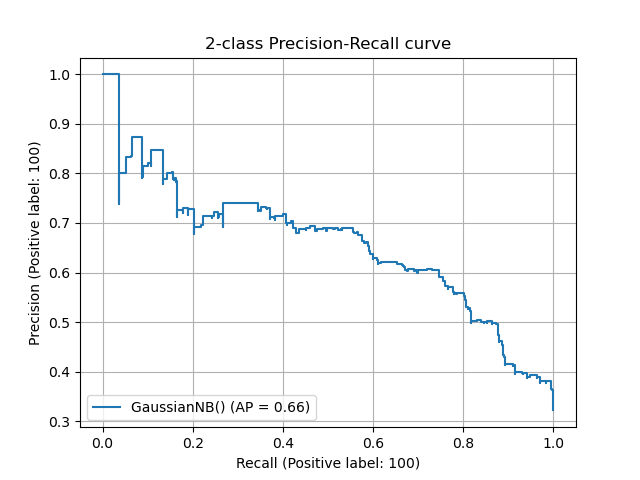 2-class Precision-Recall curve
Precision (Positive label: 100)
1.0
0.9
0.8
0.7
0.6
0.5
0.4
0.3
GaussianNB() (AP = 0.66)
0.0 0.2 0.4 0.6 0.8 1.0
Recall (Positive label: 100)